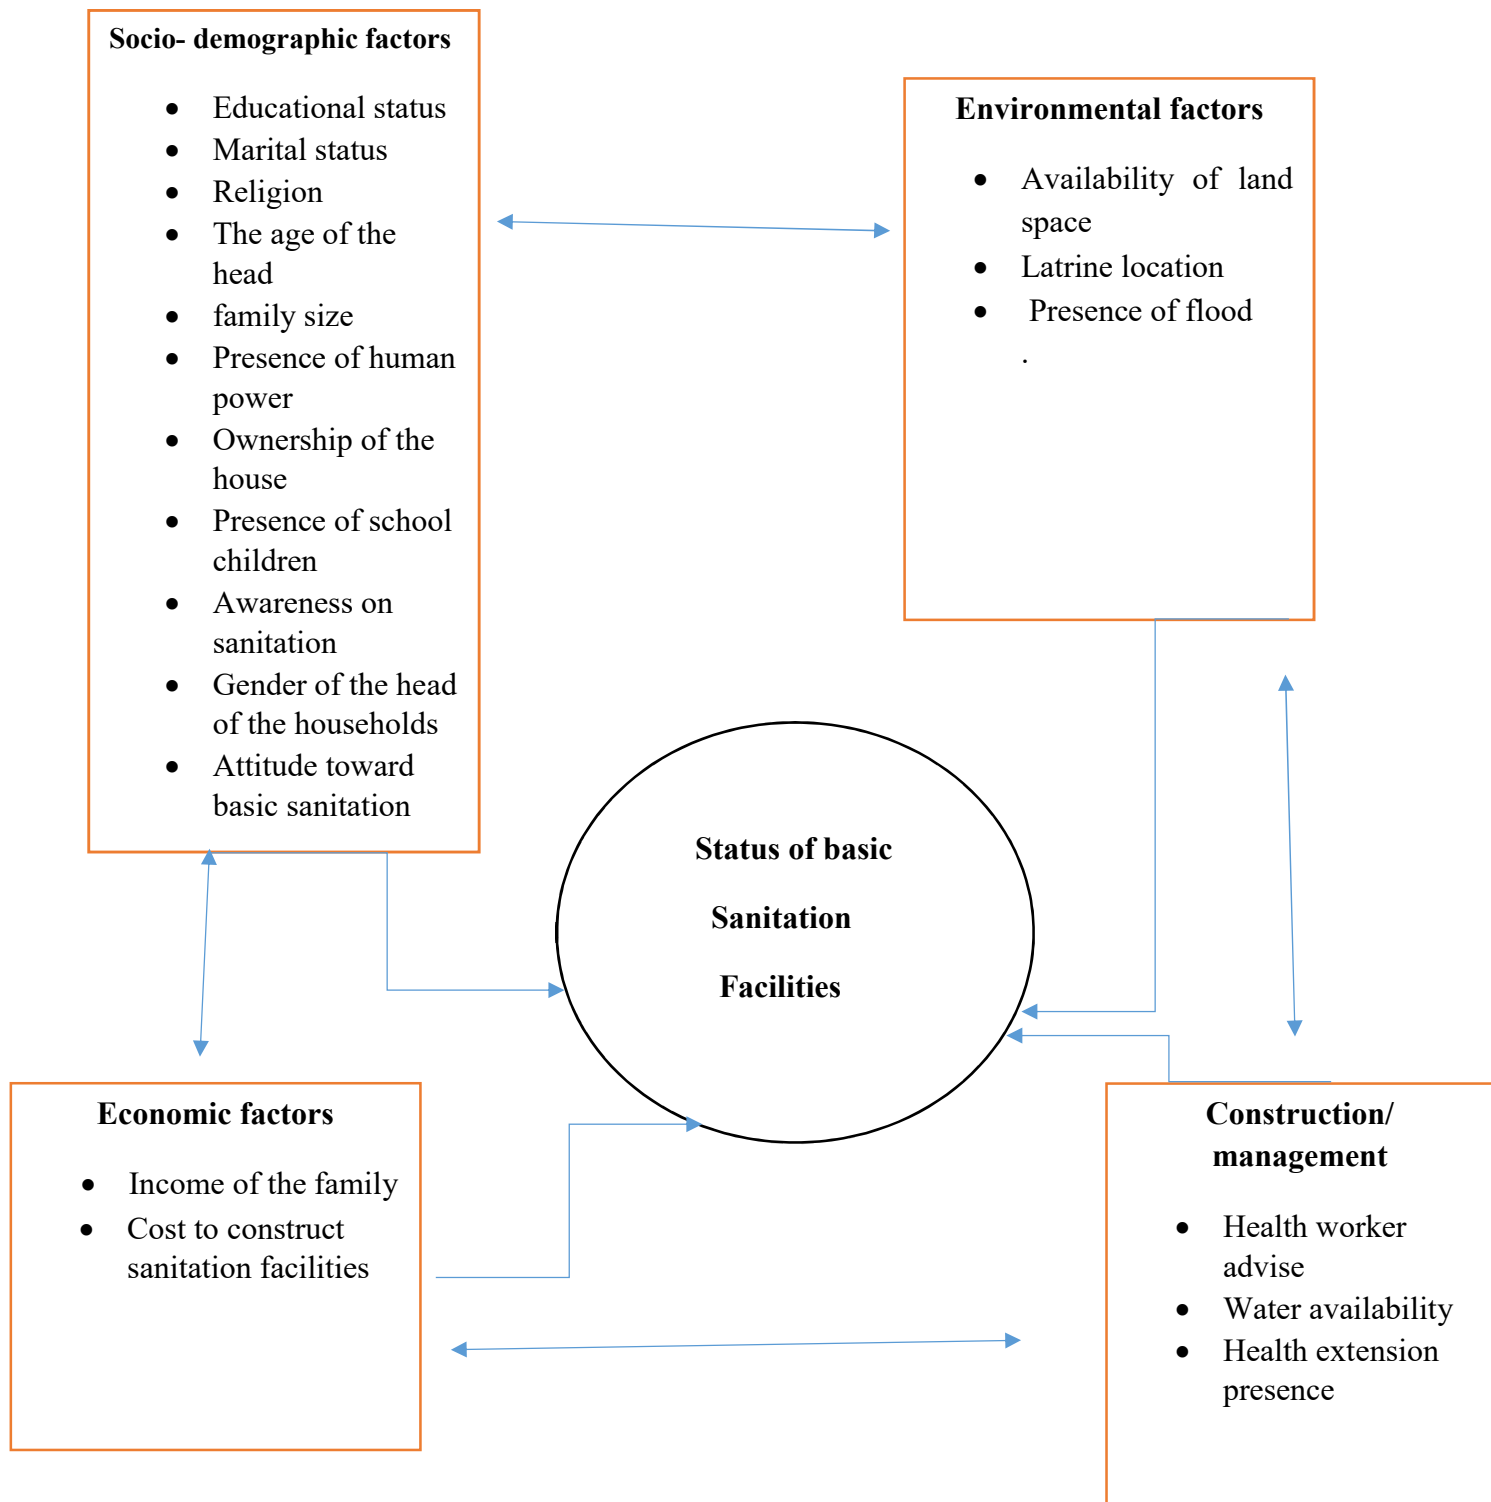 Socio- demographic factors
• Educational status
• Marital status
• Religion
• The age of the
head
• family size
• Presence of human
power
• Ownership of the
house
• Presence of school
children
• Awareness on
sanitation
• Gender of the head
of the households
• Attitude toward
basic sanitation
Environmental factors
• Availability of land
space
• Latrine location
• Presence of flood
.
Status of basic
Sanitation
Facilities
Economic factors
• Income of the family
• Cost to construct
sanitation facilities
Construction/
management
• Health worker
advise
• Water availability
• Health extension
presence